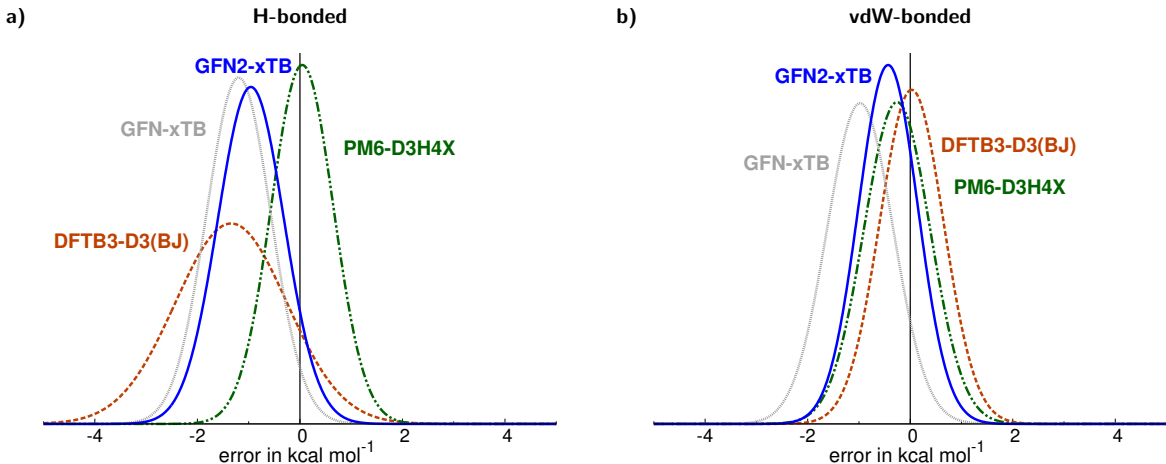 a)
H-bonded
GFN2-xTB
GFN-xTB
PM6-D3H4X
DFTB3-D3(BJ)
-4
-2
0
2
4
error in kcal mol⁻¹
b)
vdW-bonded
GFN2-xTB
DFTB3-D3(BJ)
GFN-xTB
PM6-D3H4X
-4
-2
0
2
4
error in kcal mol⁻¹